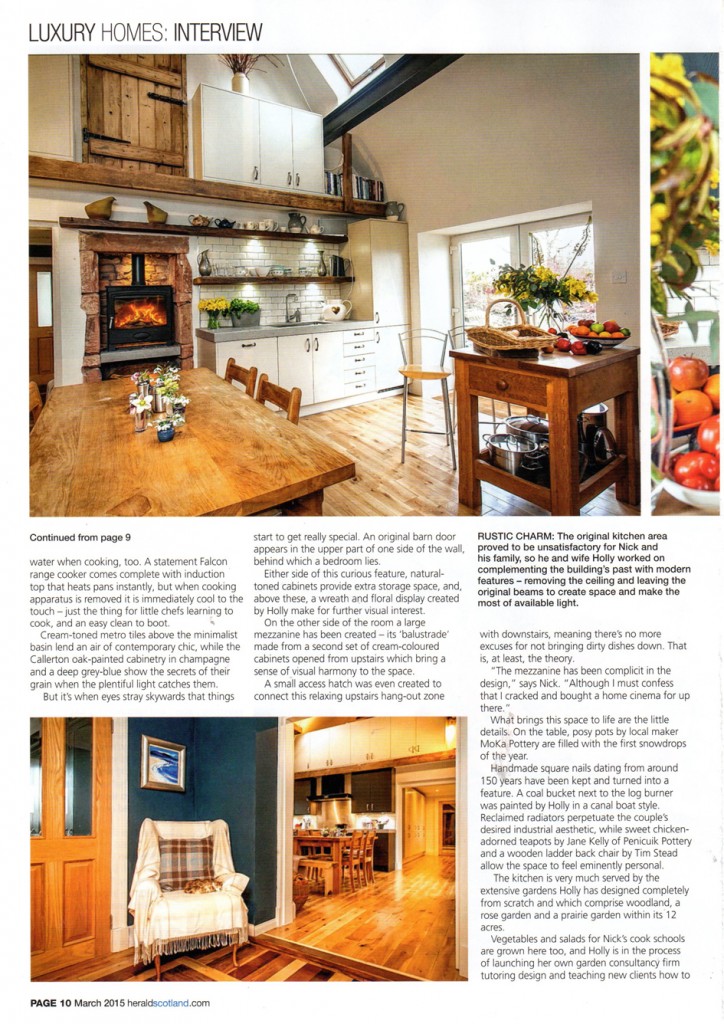 LUXURY HOMES: INTERVIEW
Continued from page 9
water when cooking, too. A statement Falcon
range cooker comes complete with induction
top that heats pans instantly, but when cooking
apparatus is removed it is immediately cool to the
touch – just the thing for little chefs learning to
cook, and an easy clean to boot.
Cream-toned metro tiles above the minimalist
basin lend an air of contemporary chic, while the
Callerton oak-painted cabinetry in champagne
and a deep grey-blue show the secrets of their
grain when the plentiful light catches them.
But it's when eyes stray skywards that things
start to get really special. An original barn door
appears in the upper part of one side of the wall,
behind which a bedroom lies.
Either side of this curious feature, natural-
toned cabinets provide extra storage space, and,
above these, a wreath and floral display created
by Holly make for further visual interest.
On the other side of the room a large
mezzanine has been created – its 'balustrade'
made from a second set of cream-coloured
cabinets opened from upstairs which bring a
sense of visual harmony to the space.
A small access hatch was even created to
connect this relaxing upstairs hang-out zone
RUSTIC CHARM: The original kitchen area
proved to be unsatisfactory for Nick and
his family, so he and wife Holly worked on
complementing the building's past with modern
features – removing the ceiling and leaving the
original beams to create space and make the
most of available light.
with downstairs, meaning there's no more
excuses for not bringing dirty dishes down. That
is, at least, the theory.
"The mezzanine has been complicit in the
design," says Nick. "Although I must confess
that I cracked and bought a home cinema for up
there."
What brings this space to life are the little
details. On the table, posy pots by local maker
MoKa Pottery are filled with the first snowdrops
of the year.
Handmade square nails dating from around
150 years have been kept and turned into a
feature. A coal bucket next to the log burner
was painted by Holly in a canal boat style.
Reclaimed radiators perpetuate the couple's
desired industrial aesthetic, while sweet chicken-
adorned teapots by Jane Kelly of Penicuik Pottery
and a wooden ladder back chair by Tim Stead
allow the space to feel eminently personal.
The kitchen is very much served by the
extensive gardens Holly has designed completely
from scratch and which comprise woodland, a
rose garden and a prairie garden within its 12
acres.
Vegetables and salads for Nick's cook schools
are grown here too, and Holly is in the process
of launching her own garden consultancy firm
tutoring design and teaching new clients how to
PAGE 10 March 2015 heraldscotland.com